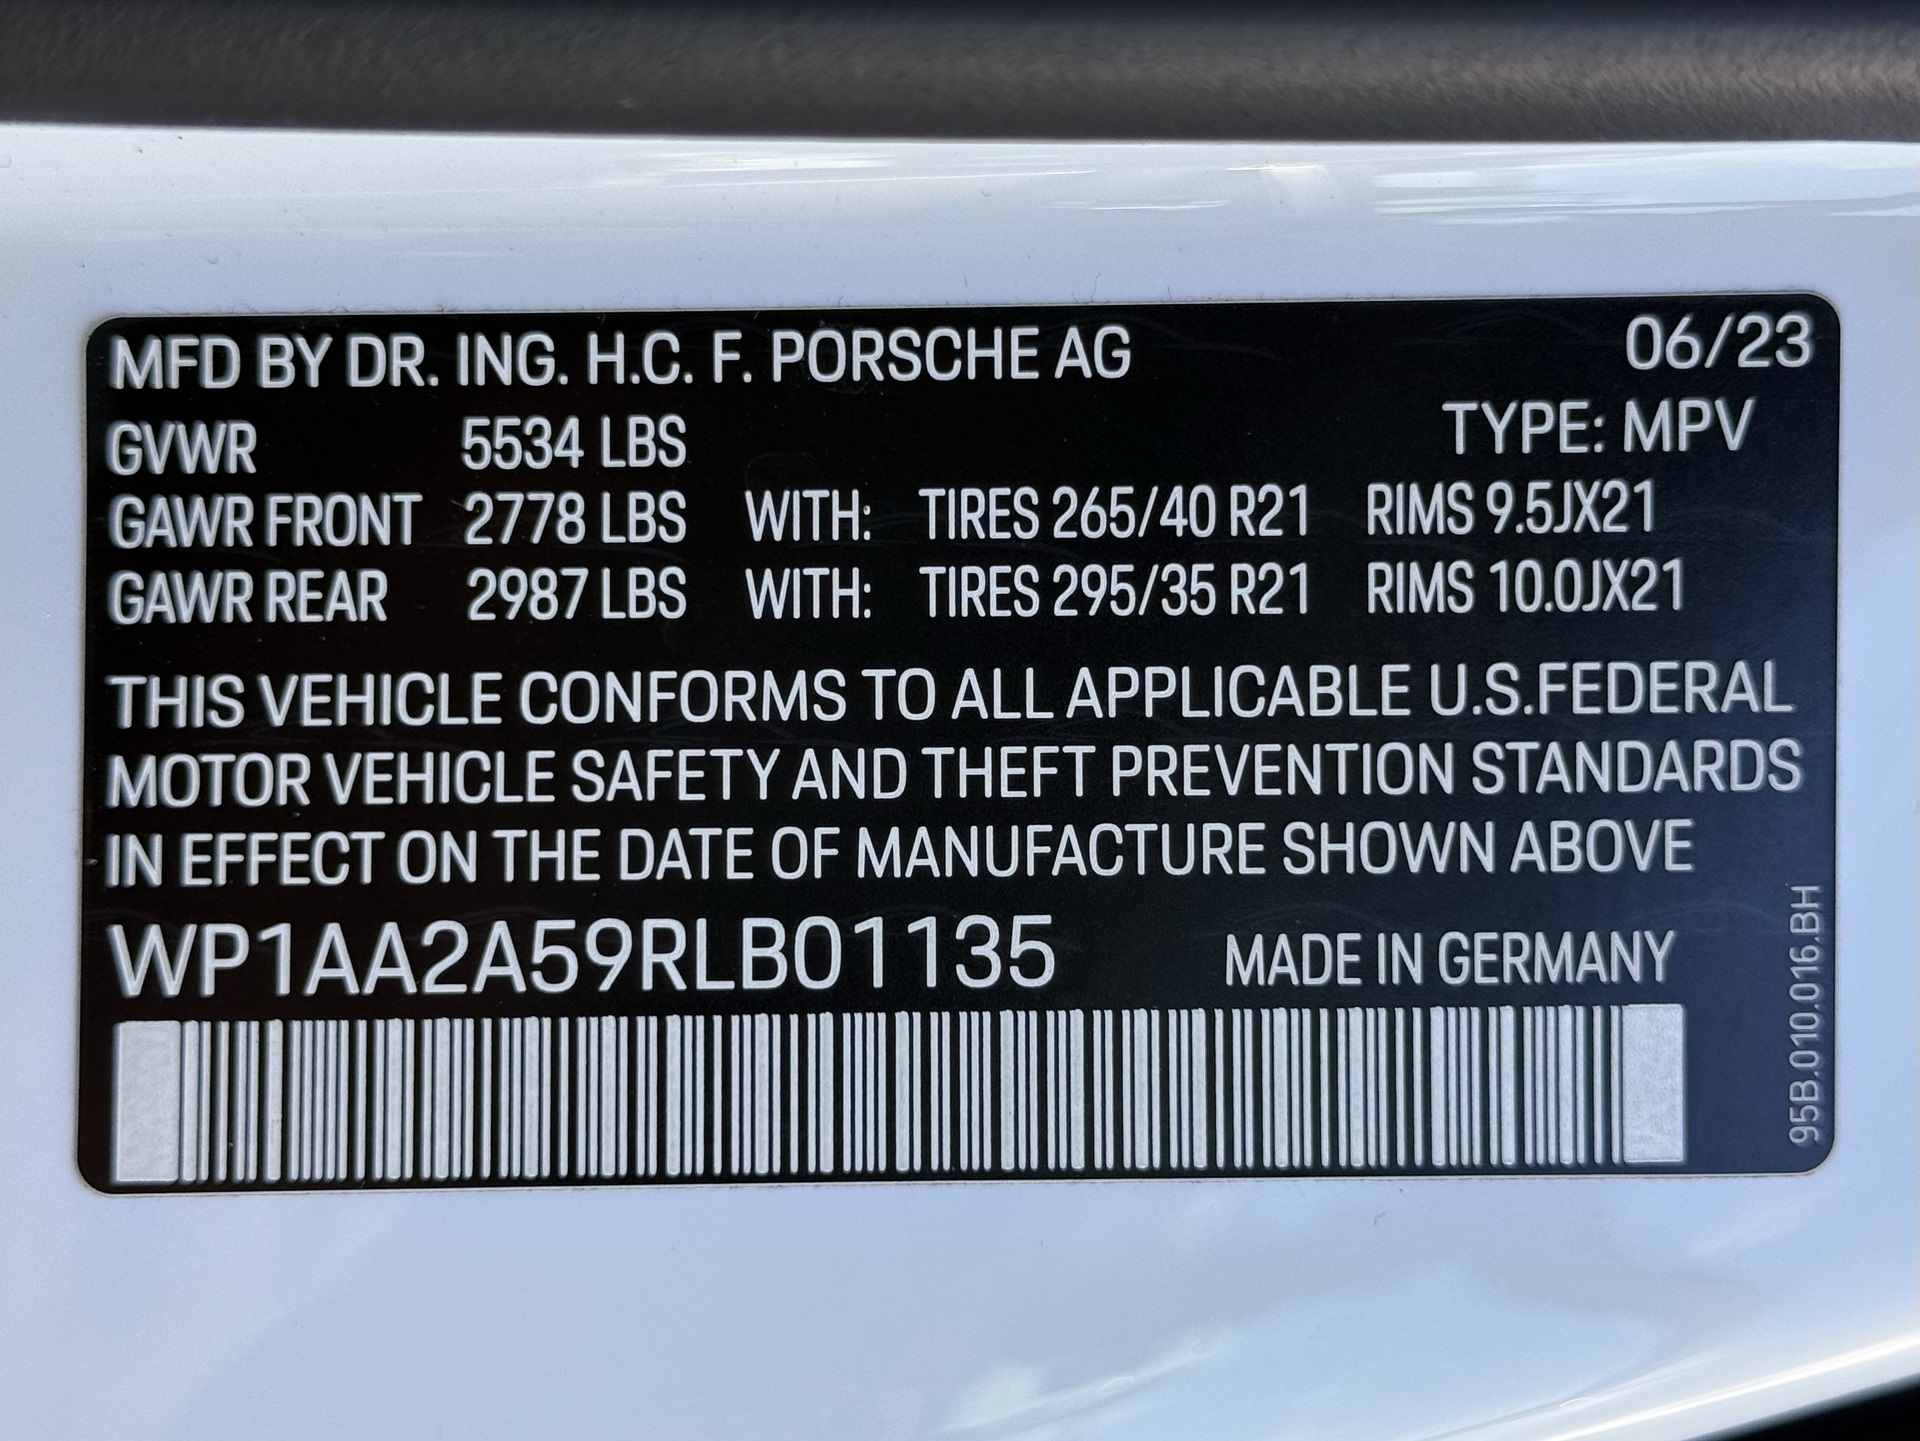 MFD BY DR. ING. H.C. F. PORSCHE AG 06/23
GVWR 5534 LBS TYPE: MPV
GAWR FRONT 2778 LBS WITH: TIRES 265/40 R21 RIMS 9.5JX21
GAWR REAR 2987 LBS WITH: TIRES 295/35 R21 RIMS 10.0JX21
THIS VEHICLE CONFORMS TO ALL APPLICABLE U.S.FEDERAL
MOTOR VEHICLE SAFETY AND THEFT PREVENTION STANDARDS
IN EFFECT ON THE DATE OF MANUFACTURE SHOWN ABOVE
WP1AA2A59RLB01135 MADE IN GERMANY
95B.010.016.BH